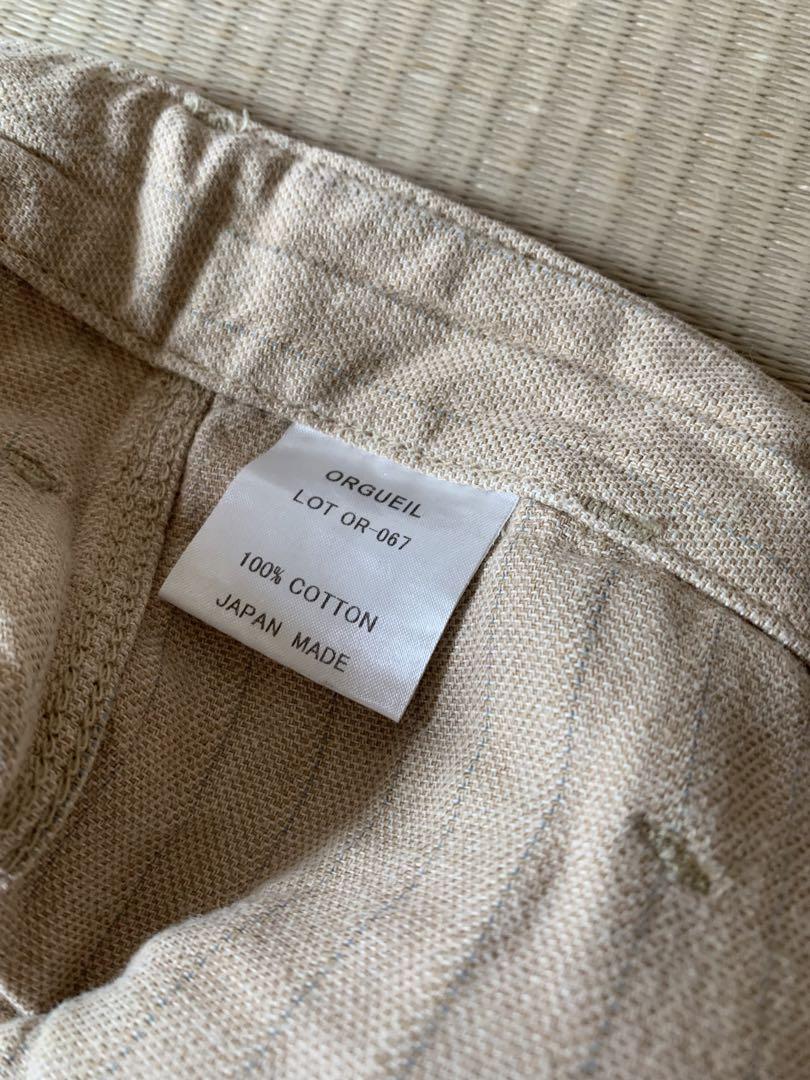 ORGUEIL
LOT OR-067
100% COTTON
JAPAN MADE